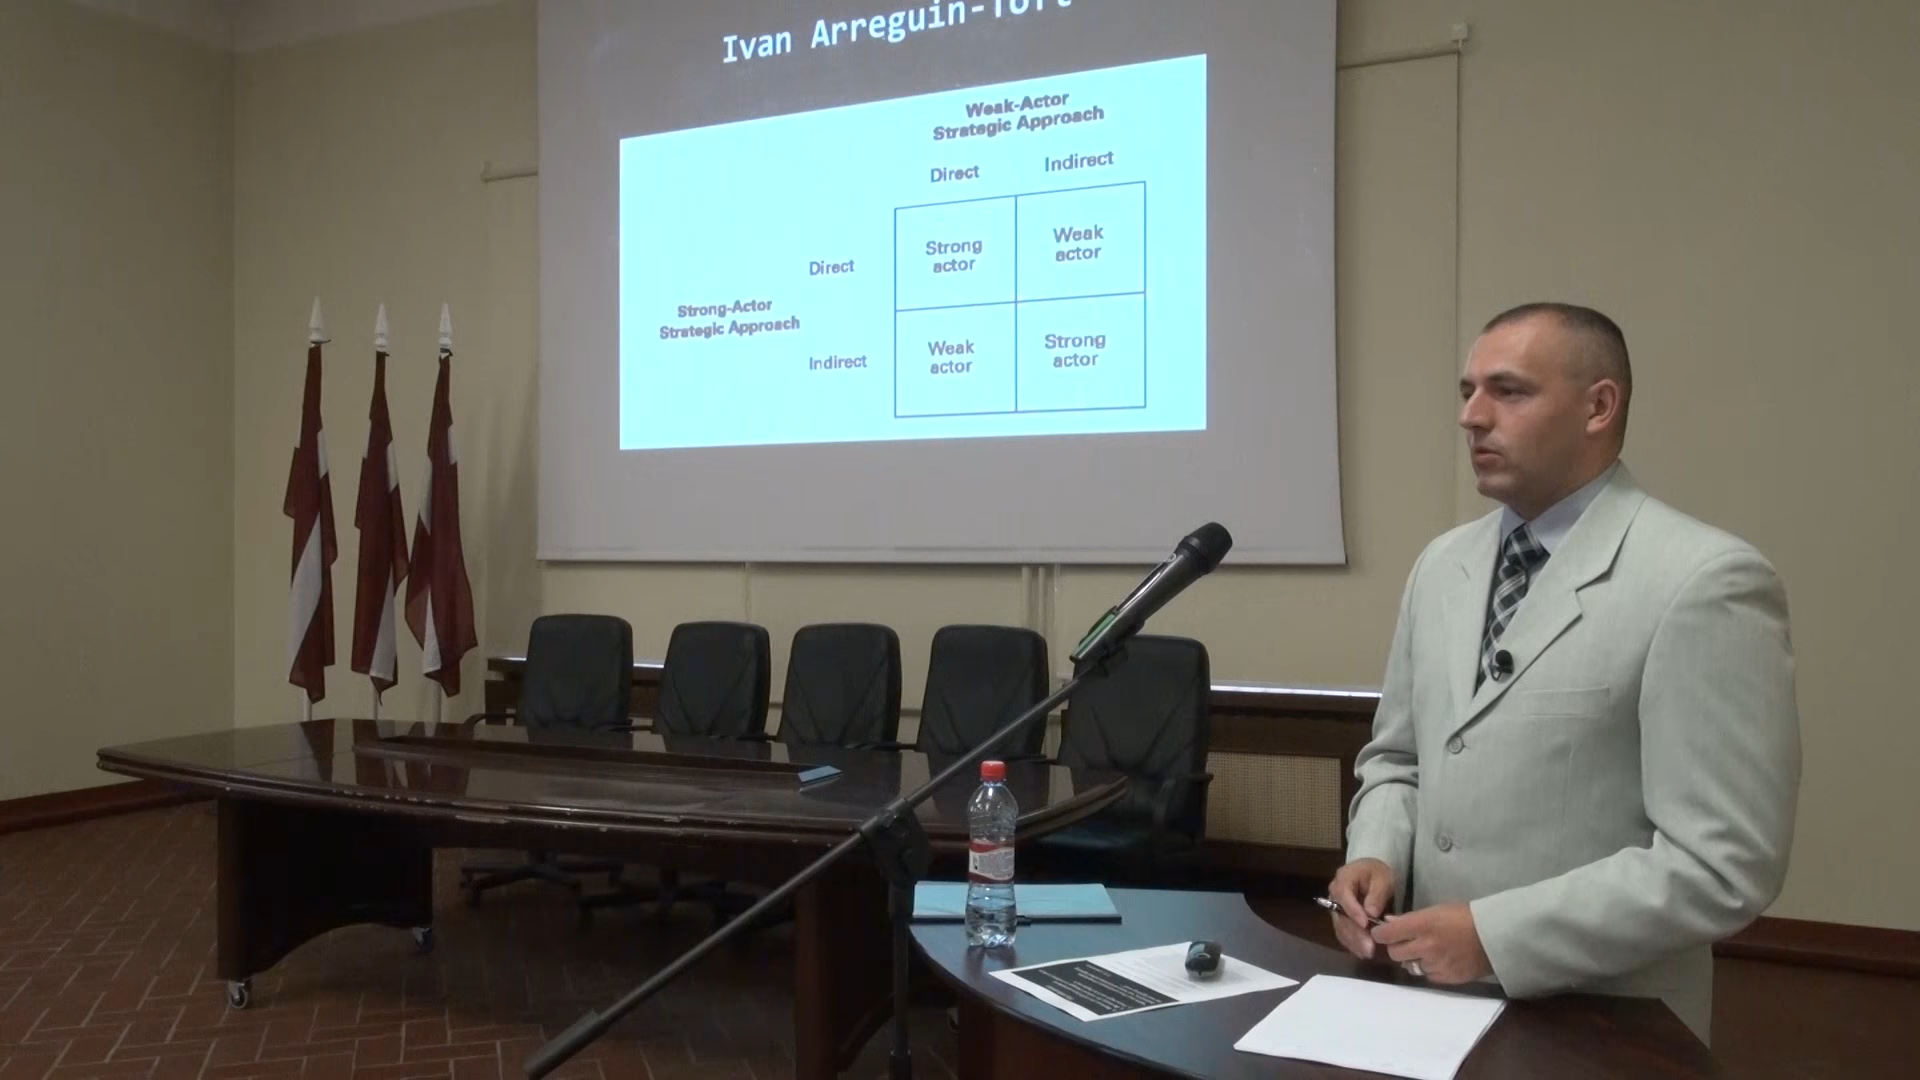 Ivan Arreguin-Toft
Weak-Actor
Strategic Approach
Direct
Indirect
Direct
Strong
actor
Weak
actor
Strong-Actor
Strategic Approach
Indirect
Weak
actor
Strong
actor